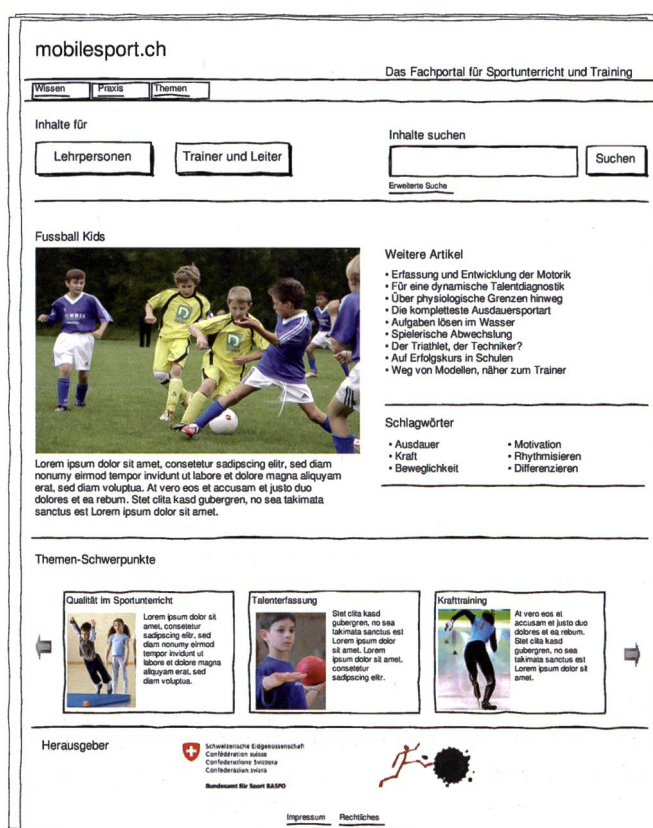 mobilesport.ch
Das Fachportal für Sportunterricht und Training
Wissen Praxis Themen
Inhalte für
Lehrpersonen Trainer und Leiter
Inhalte suchen
Suchen
Erweiterte Suche
Fussball Kids
Lorem ipsum dolor sit amet, consetetur sadipscing elitr, sed diam
nonumy eirmod tempor invidunt ut labore et dolore magna aliquyam
erat, sed diam voluptua. At vero eos et accusam et justo duo
dolores et ea rebum. Stet clita kasd gubergren, no sea takimata
sanctus est Lorem ipsum dolor sit amet.
Weitere Artikel
• Erfassung und Entwicklung der Motorik
• Für eine dynamische Talentdiagnostik
• Über physiologische Grenzen hinweg
• Die kompletteste Ausdauersportart
• Aufgaben lösen im Wasser
• Spielerische Abwechslung
• Der Triathlet, der Techniker?
• Auf Erfolgskurs in Schulen
• Weg von Modellen, näher zum Trainer
Schlagwörter
• Ausdauer
• Kraft
• Beweglichkeit
• Motivation
• Rhythmisieren
• Differenzieren
Themen-Schwerpunkte
Qualität im Sportunterricht
Lorem ipsum dolor sit
amet, consetetur
sadipscing elitr, sed
diam nonumy eirmod
tempor invidunt ut
labore et dolore magna
aliquyam erat, sed
diam voluptua.
Talenterfassung
Stet clita kasd
gubergren, no sea
takimata sanctus est
Lorem ipsum dolor
sit amet. Lorem
ipsum dolor sit amet,
consetetur
sadipscing elitr.
Krafttraining
At vero eos et
accusam et justo duo
dolores et ea rebum.
Stet clita kasd
gubergren, no sea
takimata sanctus est
Lorem ipsum dolor sit
amet.
Herausgeber
Schweizerische Eidgenossenschaft
Confédération suisse
Confederazione Svizzera
Confederaziun svizra
Bundesamt für Sport BASPO
Impressum Rechtliches